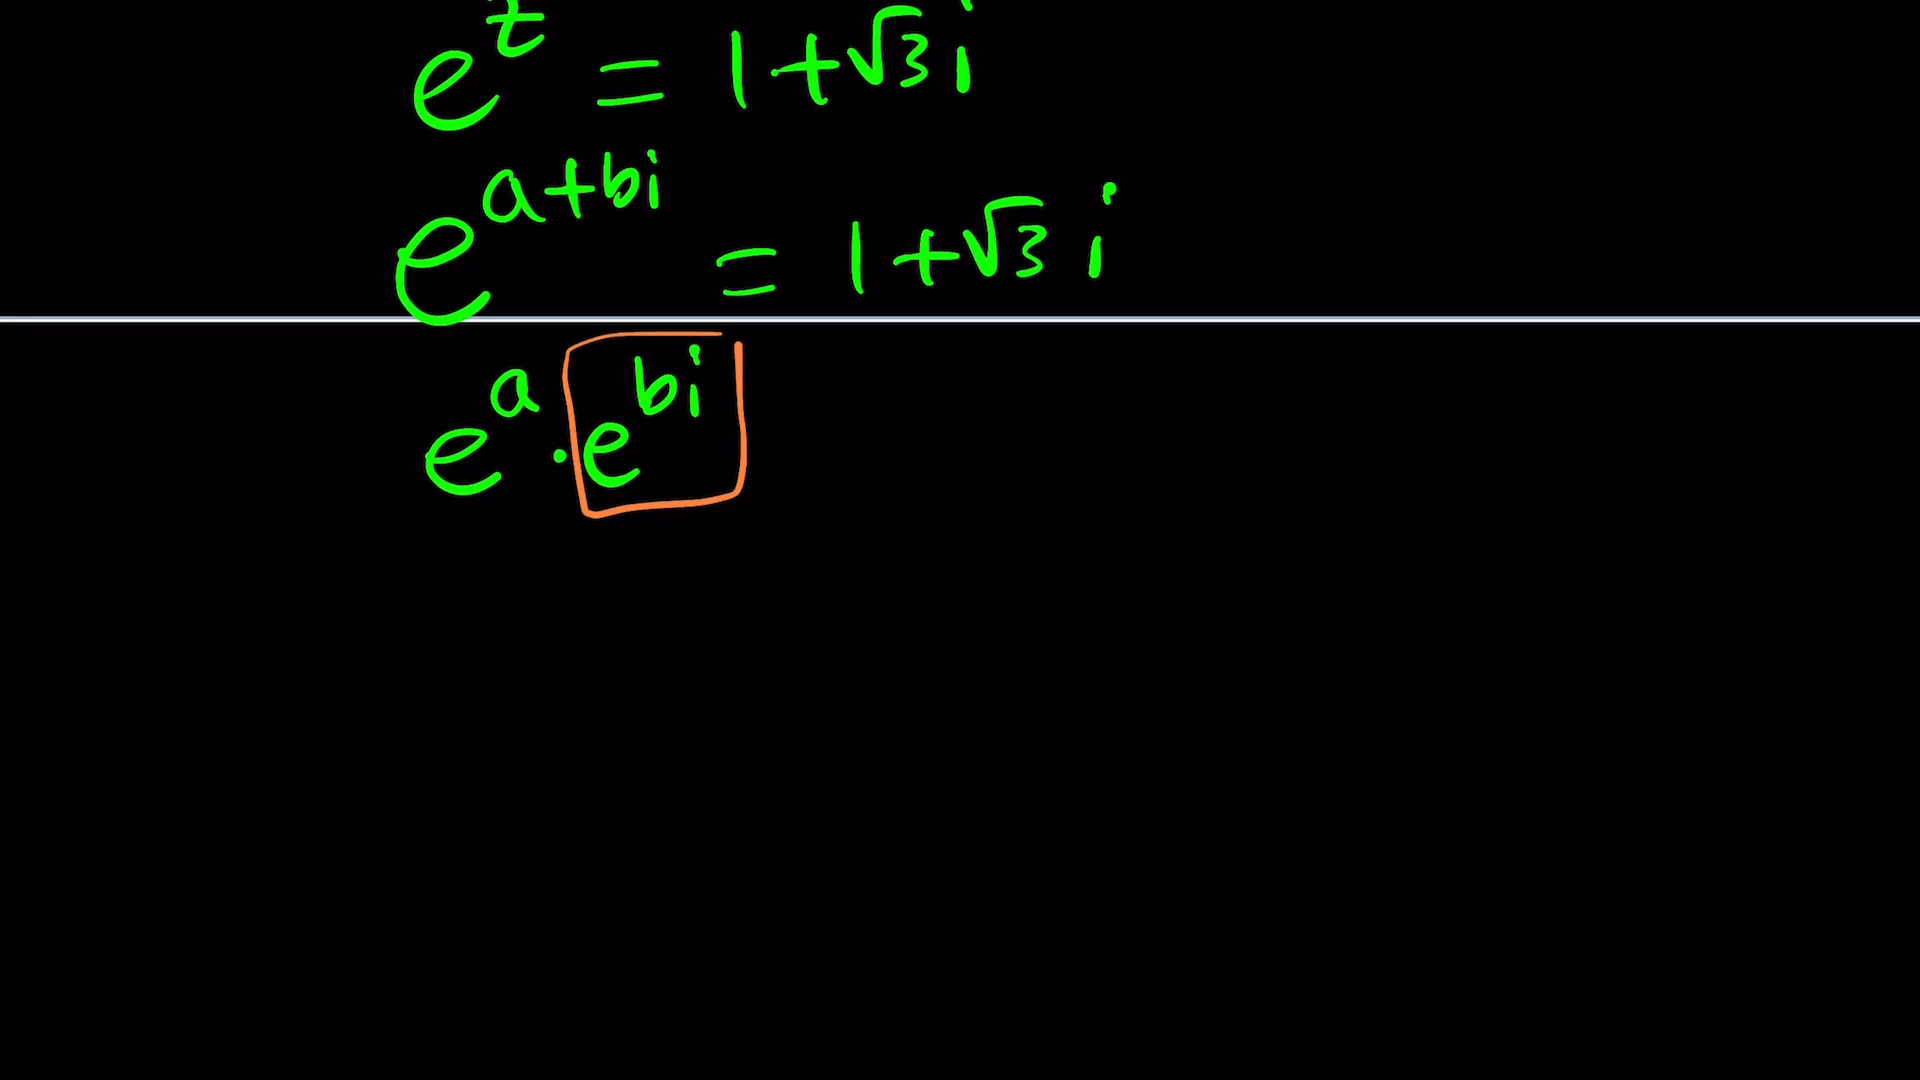 e^z = 1+√3 i
e^{a+bi} = 1+√3 i
e^a · e^{bi}